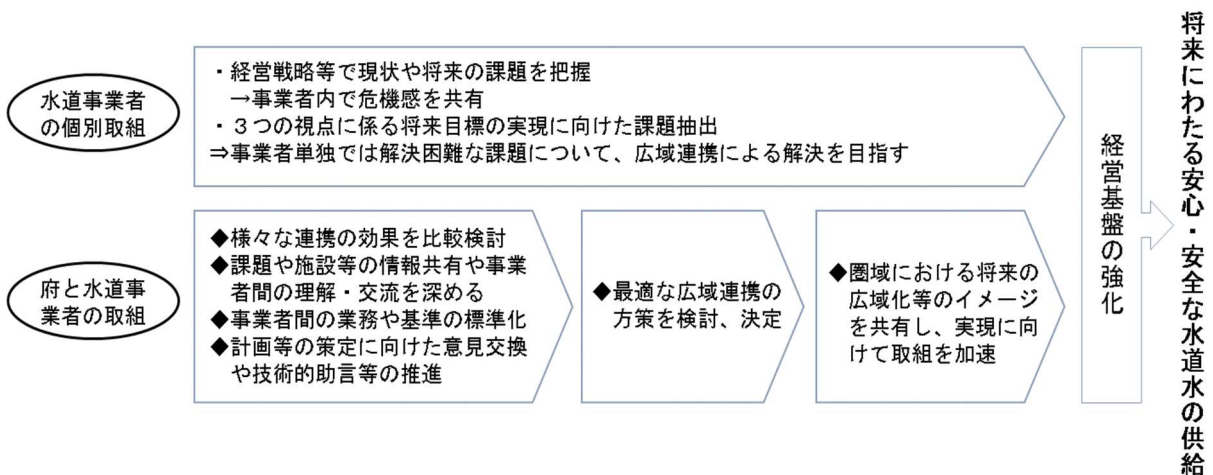 水道事業者
の個別取組
・経営戦略等で現状や将来の課題を把握
→事業者内で危機感を共有
・３つの視点に係る将来目標の実現に向けた課題抽出
⇒事業者単独では解決困難な課題について、広域連携による解決を目指す
府と水道事
業者の取組
◆様々な連携の効果を比較検討
◆課題や施設等の情報共有や事業
者間の理解・交流を深める
◆事業者間の業務や基準の標準化
◆計画等の策定に向けた意見交換
や技術的助言等の推進
◆最適な広域連携の
方策を検討、決定
◆圏域における将来の
広域化等のイメージ
を共有し、実現に向
けて取組を加速
経営基盤の強化
将来にわたる安心・安全な水道水の供給